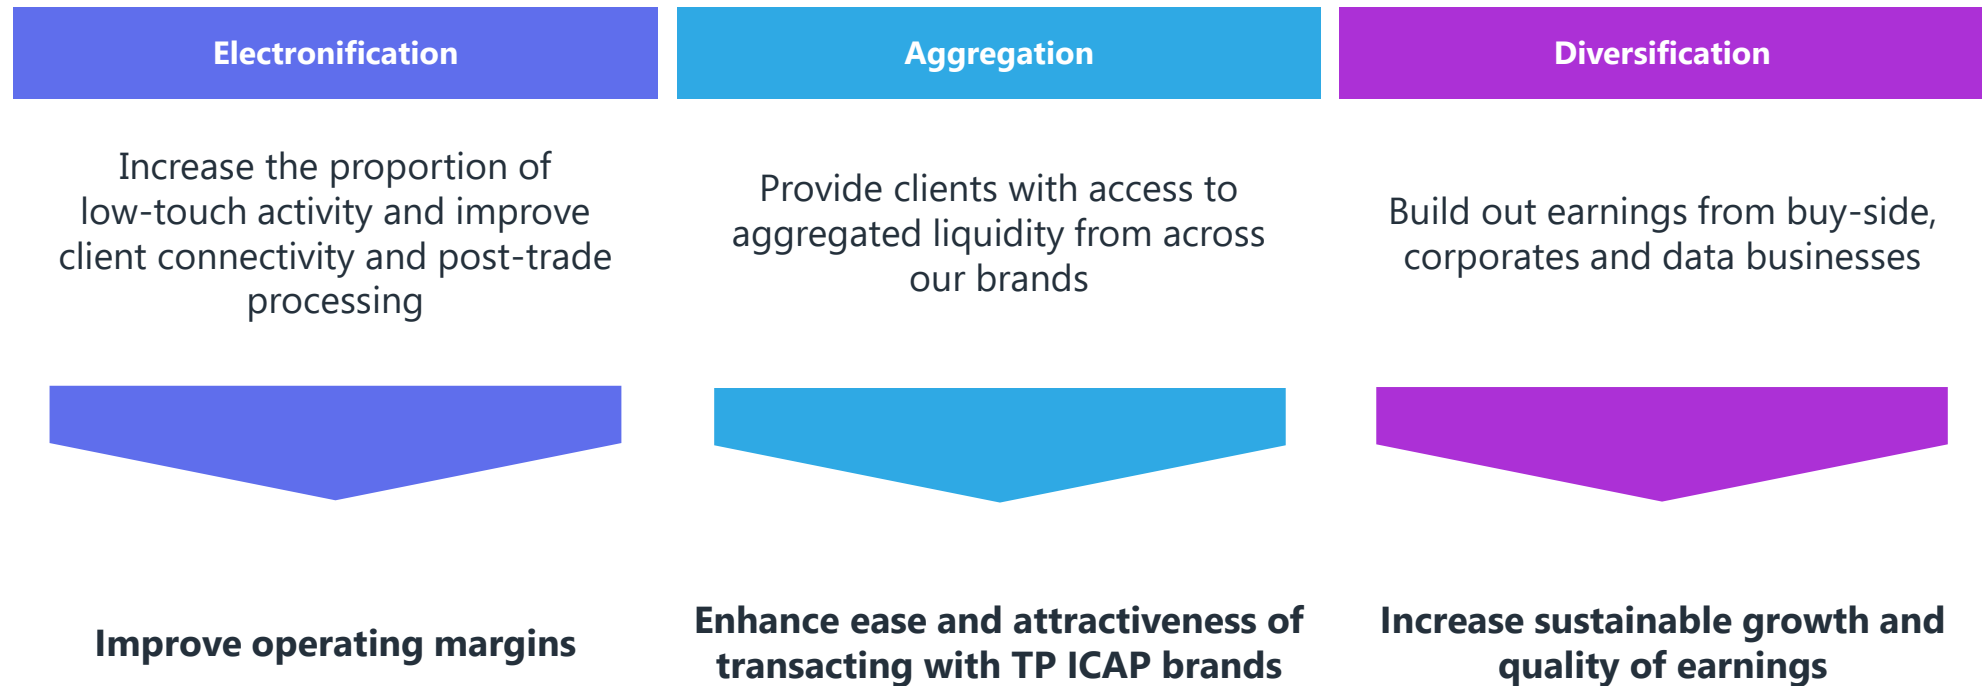 Electronification
Increase the proportion of
low-touch activity and improve
client connectivity and post-trade
processing
Improve operating margins
Aggregation
Provide clients with access to
aggregated liquidity from across
our brands
Enhance ease and attractiveness of
transacting with TP ICAP brands
Diversification
Build out earnings from buy-side,
corporates and data businesses
Increase sustainable growth and
quality of earnings